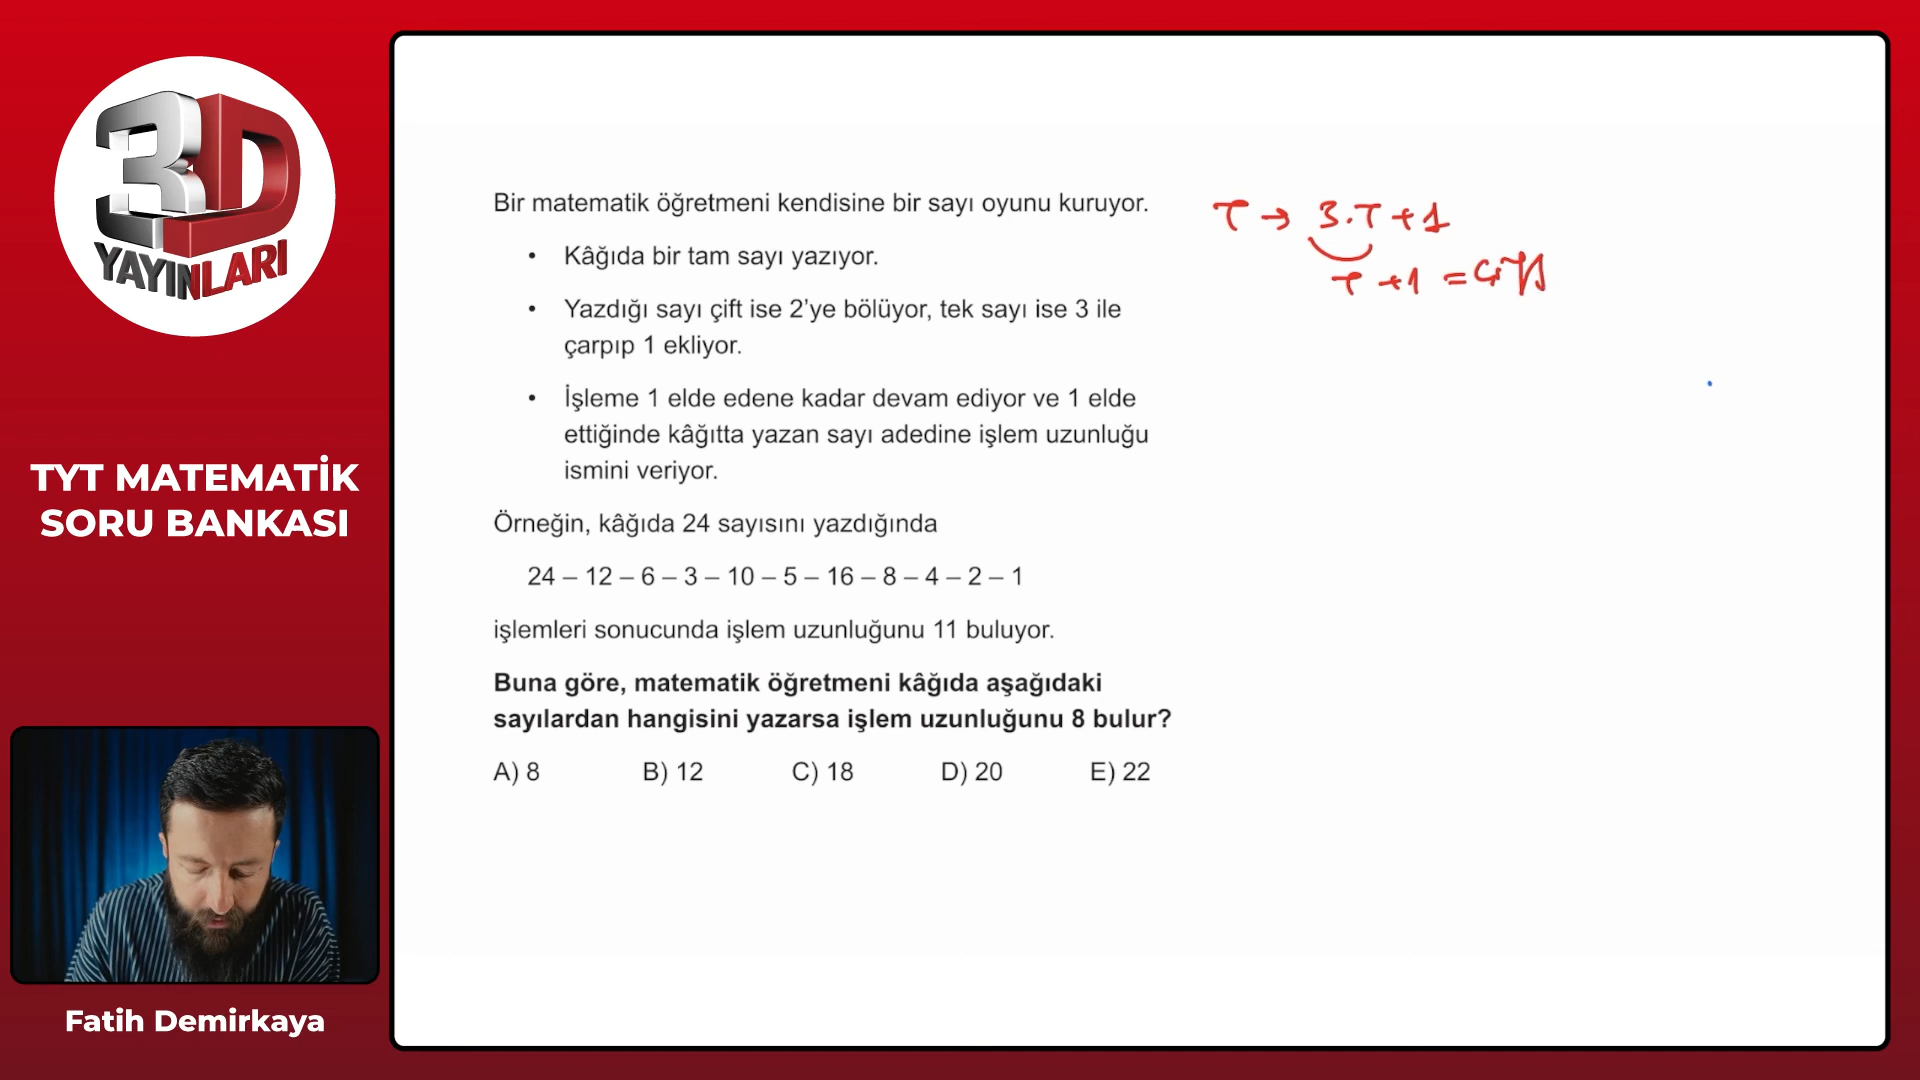 3D
YAYINLARI
TYT MATEMATİK
SORU BANKASI
Fatih Demirkaya
Bir matematik öğretmeni kendisine bir sayı oyunu kuruyor.
• Kâğıda bir tam sayı yazıyor.
• Yazdığı sayı çift ise 2’ye bölüyor, tek sayı ise 3 ile
çarpıp 1 ekliyor.
• İşleme 1 elde edene kadar devam ediyor ve 1 elde
ettiğinde kâğıtta yazan sayı adedine işlem uzunluğu
ismini veriyor.
Örneğin, kâğıda 24 sayısını yazdığında
24 – 12 – 6 – 3 – 10 – 5 – 16 – 8 – 4 – 2 – 1
işlemleri sonucunda işlem uzunluğunu 11 buluyor.
Buna göre, matematik öğretmeni kâğıda aşağıdaki
sayılardan hangisini yazarsa işlem uzunluğunu 8 bulur?
A) 8 B) 12 C) 18 D) 20 E) 22
T → 3.T+1
T+1 = Çift